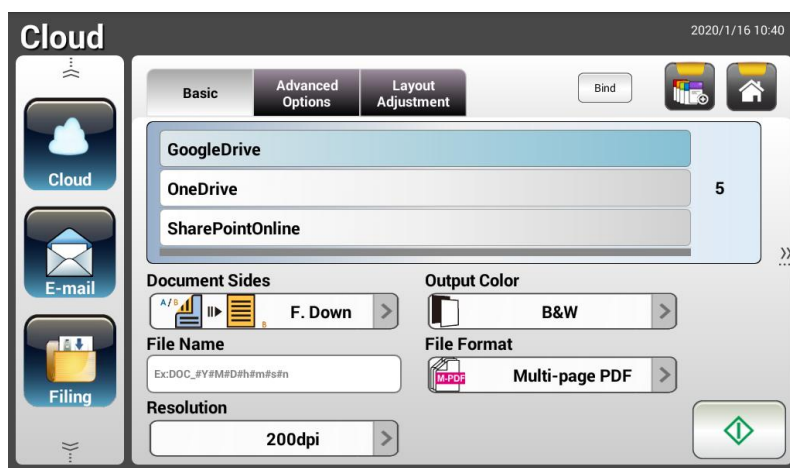 Cloud
2020/1/16 10:40
Basic
Advanced
Options
Layout
Adjustment
Bind
Cloud
E-mail
Filing
GoogleDrive
OneDrive
SharePointOnline
5
Document Sides
A/B
B
F. Down
Output Color
B&W
File Name
Ex:DOC_#Y#M#D#h#m#s#n
File Format
M-PDF
Multi-page PDF
Resolution
200dpi